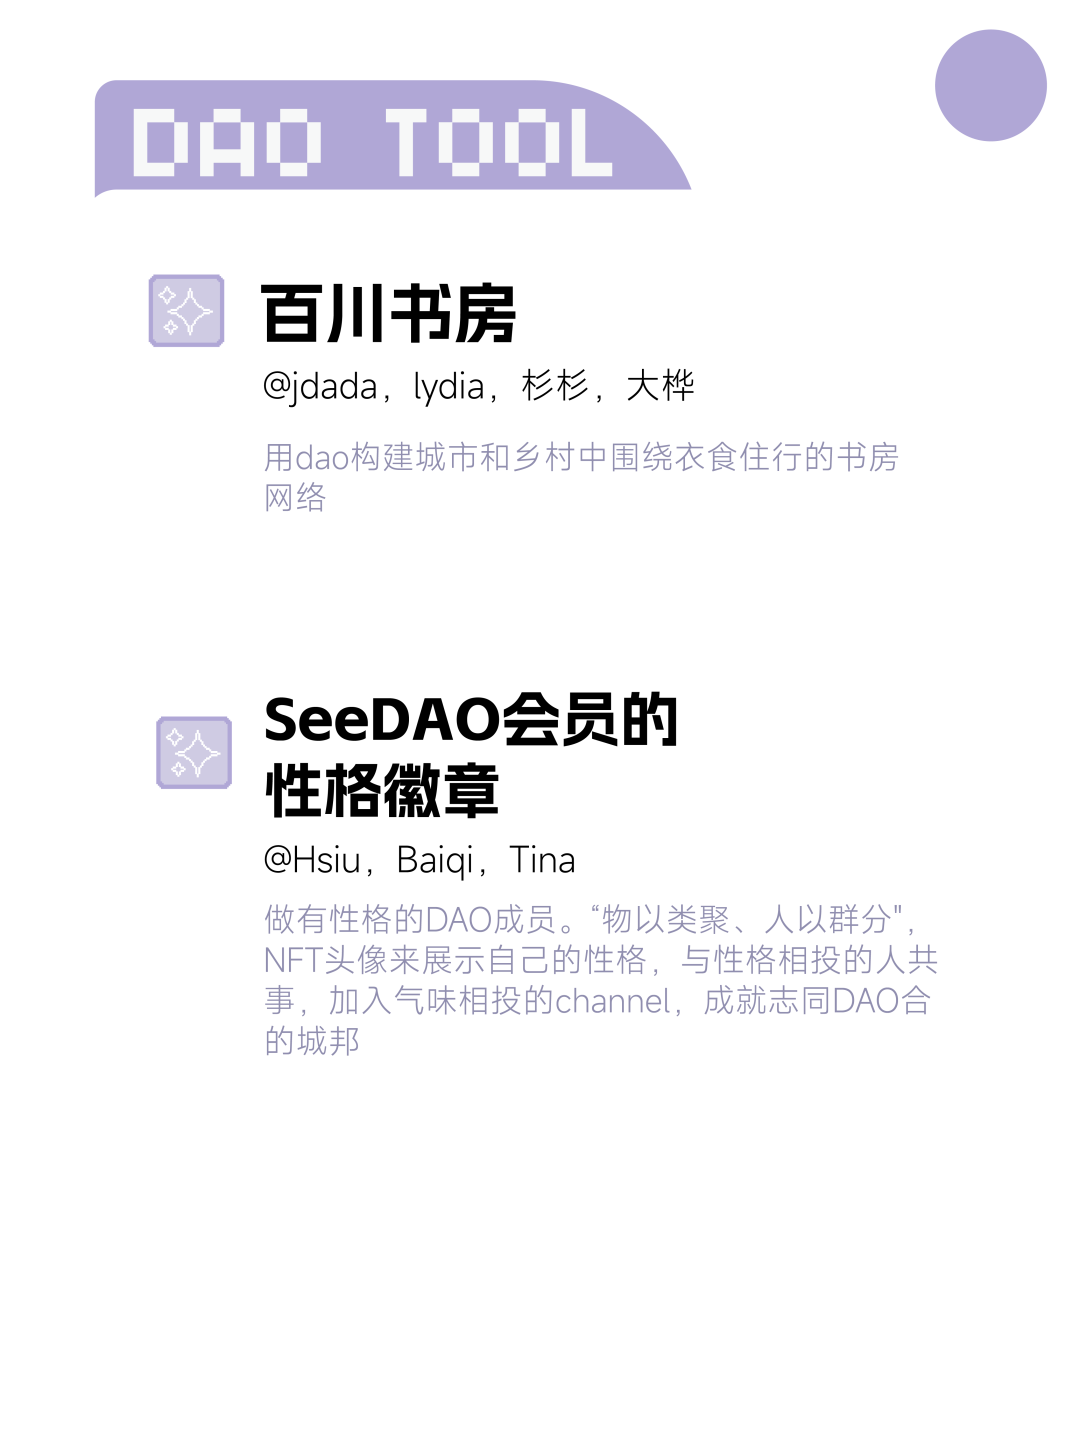 DAO TOOL
百川书房
@jdada，lydia，杉杉，大桦
用dao构建城市和乡村中围绕衣食住行的书房
网络
SeeDAO会员的
性格徽章
@Hsiu，Baiqi，Tina
做有性格的DAO成员。“物以类聚、人以群分"，
NFT头像来展示自己的性格，与性格相投的人共
事，加入气味相投的channel，成就志同DAO合
的城邦